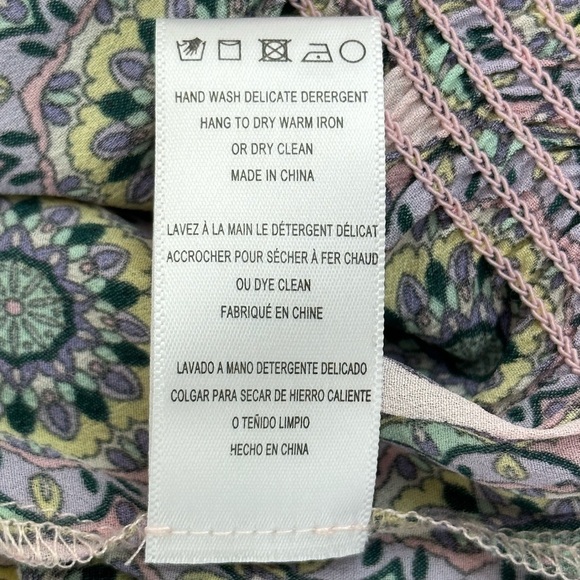 HAND WASH DELICATE DERERGENT
HANG TO DRY WARM IRON
OR DRY CLEAN
MADE IN CHINA
LAVEZ À LA MAIN LE DÉTERGENT DÉLICAT
ACCROCHER POUR SÉCHER À FER CHAUD
OU DYE CLEAN
FABRIQUÉ EN CHINE
LAVADO A MANO DETERGENTE DELICADO
COLGAR PARA SECAR DE HIERRO CALIENTE
O TEÑIDO LIMPIO
HECHO EN CHINA